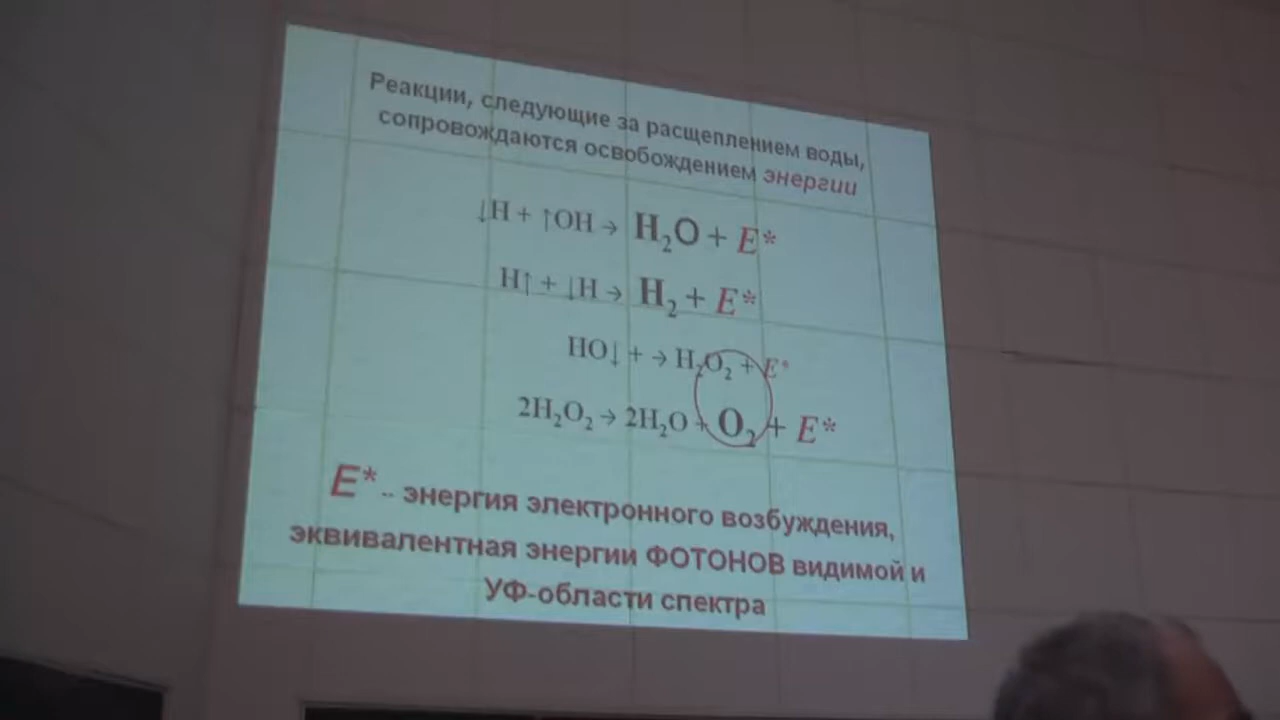 Реакции, следующие за расщеплением воды,
сопровождаются освобождением энергии
↓H + ↑OH → H₂O + E*
H↑ + ↓H → H₂ + E*
HO↓ + → H₂O₂ + E*
2H₂O₂ → 2H₂O + O₂ + E*
E* -- энергия электронного возбуждения,
эквивалентная энергии ФОТОНОВ видимой и
УФ-области спектра